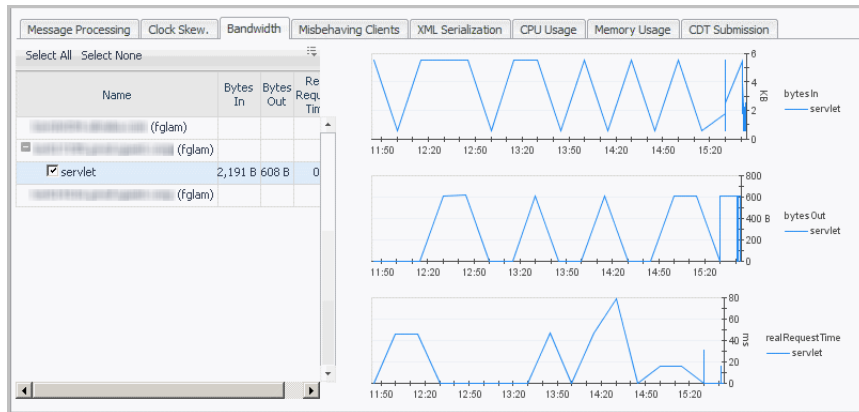 Message Processing Clock Skew. Bandwidth Misbehaving Clients XML Serialization CPU Usage Memory Usage CDT Submission
Select All Select None
Name Bytes In Bytes Out Re Requ Tim
(fglam)
(fglam)
servlet 2,191 B 608 B 0
(fglam)
6
4
2
0
KB
bytesIn
servlet
11:50 12:20 12:50 13:20 13:50 14:20 14:50 15:20
800
600
400 B
200
0
bytesOut
servlet
11:50 12:20 12:50 13:20 13:50 14:20 14:50 15:20
80
60
40
20
0
ms
realRequestTime
servlet
11:50 12:20 12:50 13:20 13:50 14:20 14:50 15:20